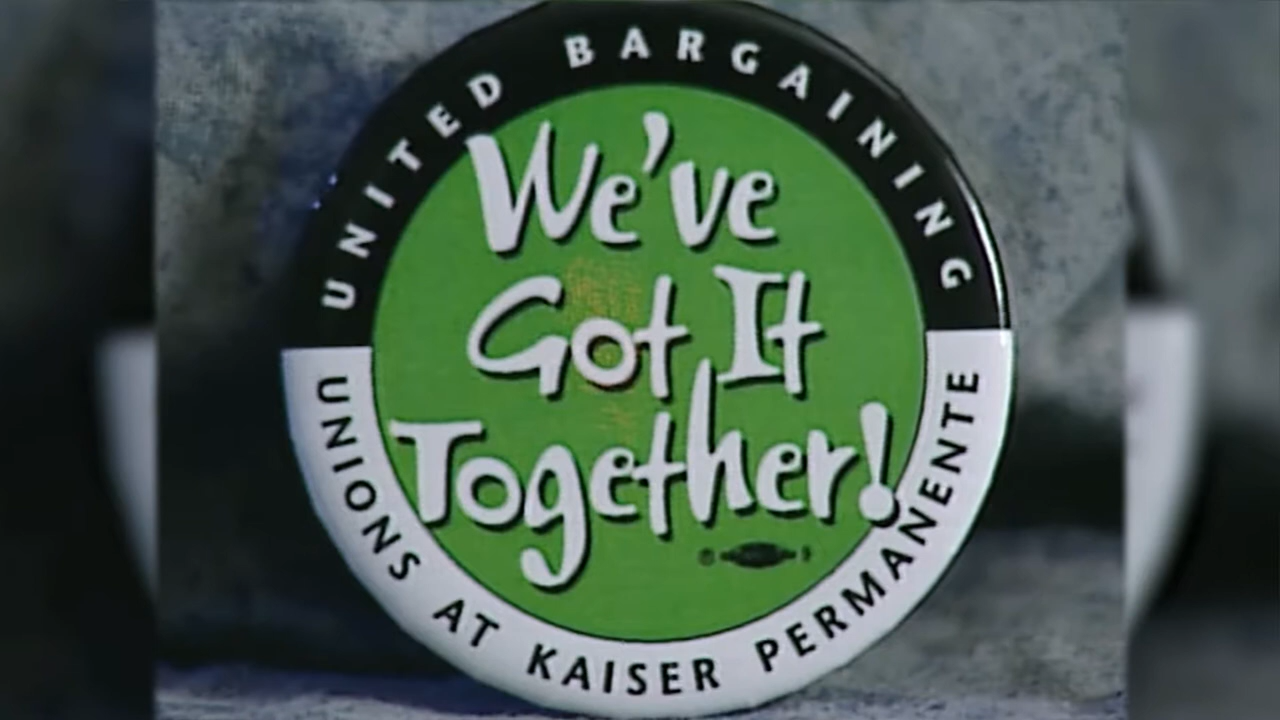 UNITED BARGAINING
We've
Got It
Together!
UNIONS AT KAISER PERMANENTE